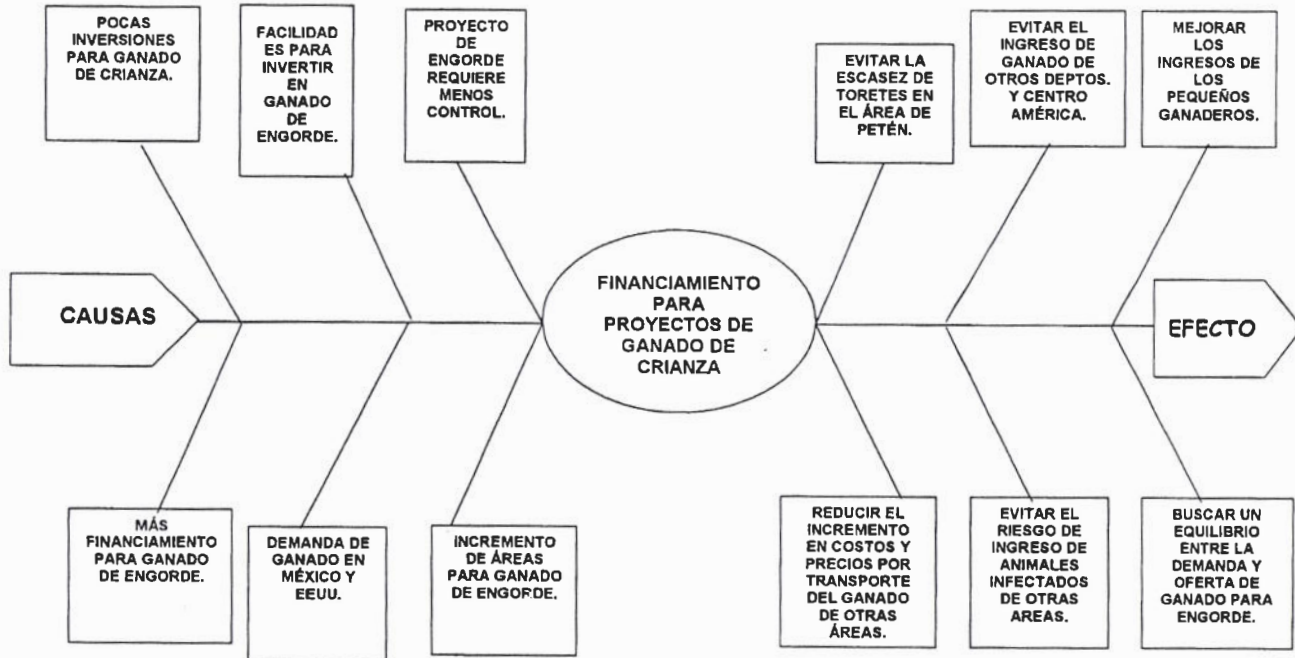 POCAS
INVERSIONES
PARA GANADO
DE CRIANZA.
FACILIDAD
ES PARA
INVERTIR
EN
GANADO
DE
ENGORDE.
PROYECTO
DE
ENGORDE
REQUIERE
MENOS
CONTROL.
EVITAR LA
ESCASEZ DE
TORETES EN
EL ÁREA DE
PETÉN.
EVITAR EL
INGRESO DE
GANADO DE
OTROS DEPTOS.
Y CENTRO
AMÉRICA.
MEJORAR
LOS
INGRESOS DE
LOS
PEQUEÑOS
GANADEROS.
CAUSAS
FINANCIAMIENTO
PARA
PROYECTOS DE
GANADO DE
CRIANZA
EFECTO
MÁS
FINANCIAMIENTO
PARA GANADO
DE ENGORDE.
DEMANDA DE
GANADO EN
MÉXICO Y
EEUU.
INCREMENTO
DE ÁREAS
PARA GANADO
DE ENGORDE.
REDUCIR EL
INCREMENTO
EN COSTOS Y
PRECIOS POR
TRANSPORTE
DEL GANADO
DE OTRAS
ÁREAS.
EVITAR EL
RIESGO DE
INGRESO DE
ANIMALES
INFECTADOS
DE OTRAS
AREAS.
BUSCAR UN
EQUILIBRIO
ENTRE LA
DEMANDA Y
OFERTA DE
GANADO PARA
ENGORDE.